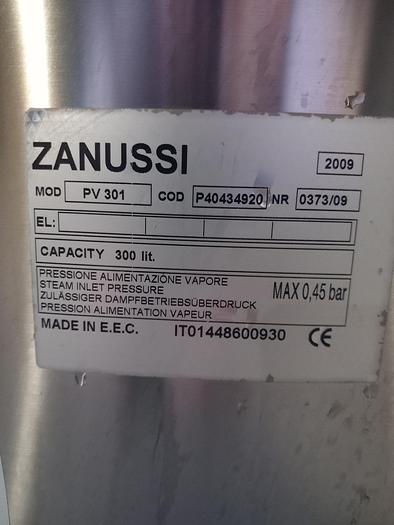 ZANUSSI 2009
MOD PV 301 COD P40434920 NR 0373/09
EL:
CAPACITY 300 lit.
PRESSIONE ALIMENTAZIONE VAPORE
STEAM INLET PRESSURE MAX 0,45 bar
ZULÄSSIGER DAMPFBETRIEBSÜBERDRUCK
PRESSION ALIMENTATION VAPEUR
MADE IN E.E.C. IT01448600930 CE